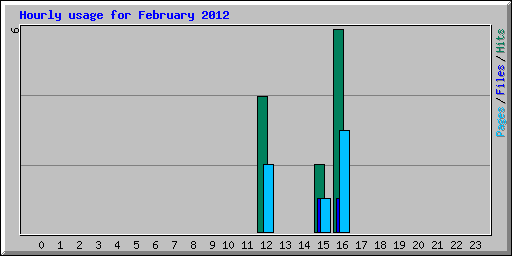 Hourly usage for February 2012
6
Pages/Files/Hits
0 1 2 3 4 5 6 7 8 9 10 11 12 13 14 15 16 17 18 19 20 21 22 23